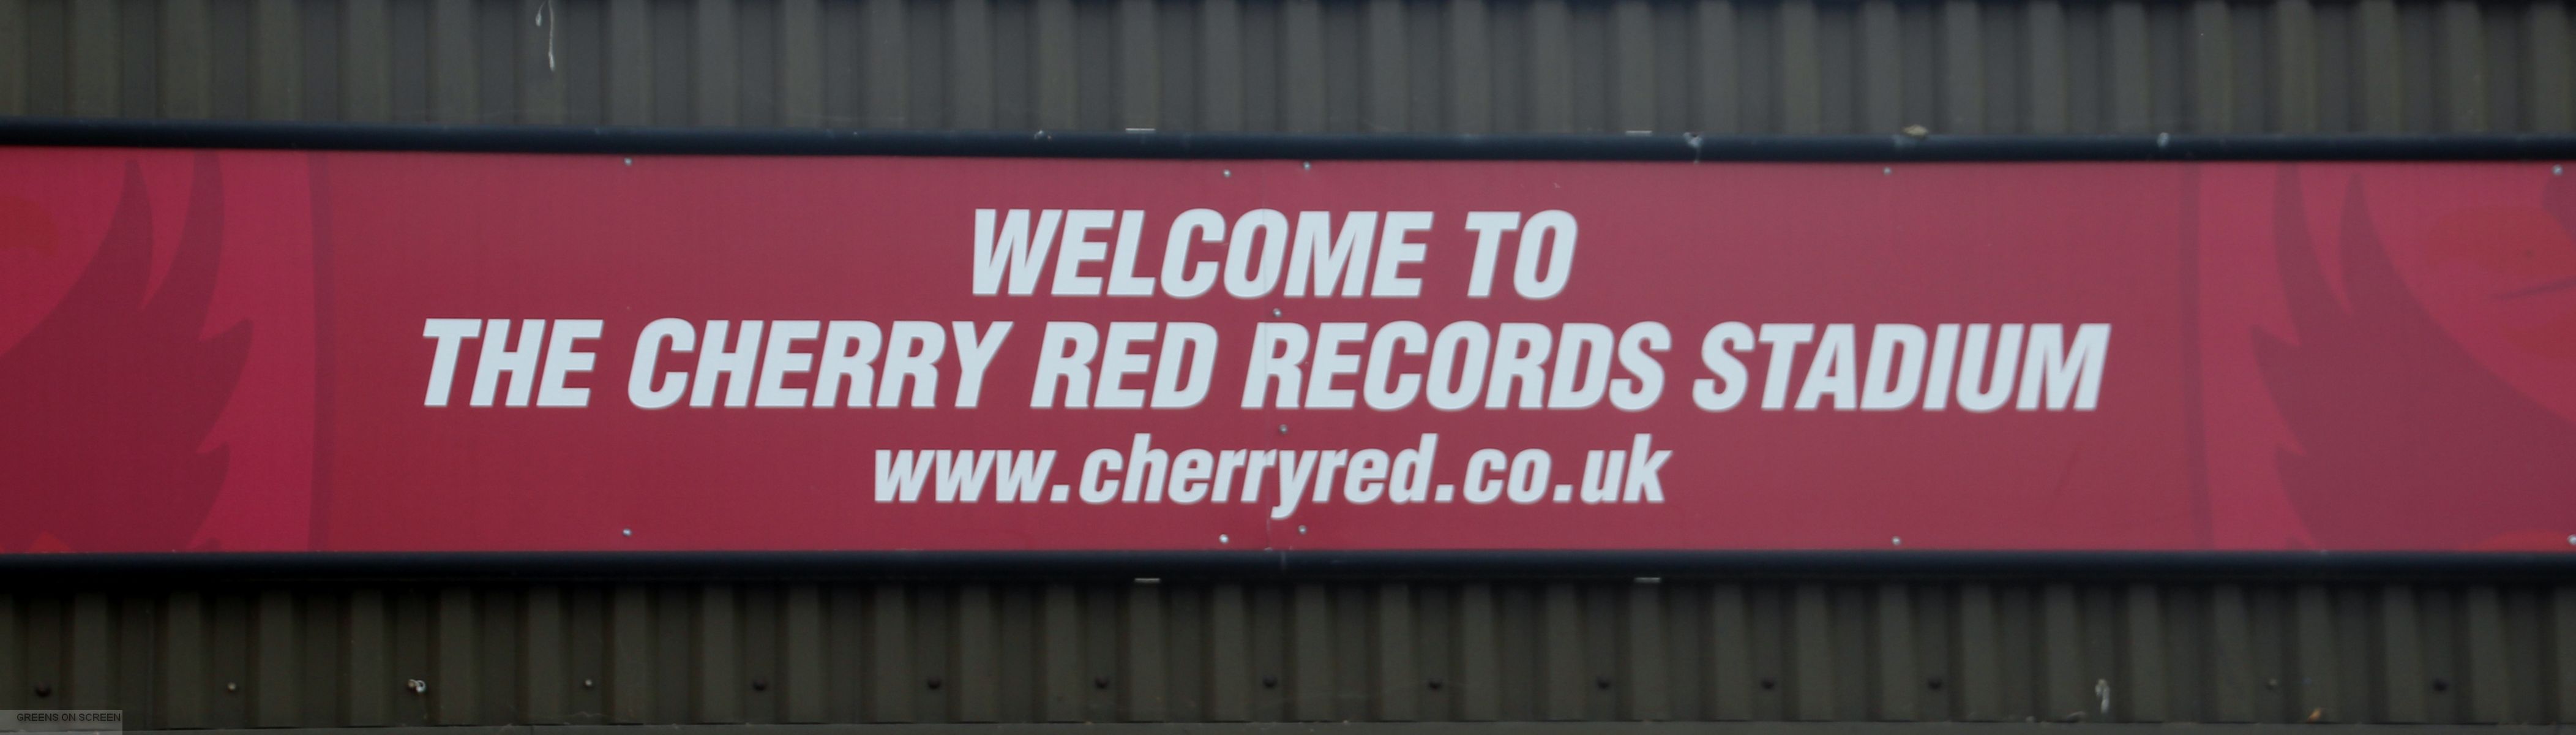 WELCOME TO
THE CHERRY RED RECORDS STADIUM
www.cherryred.co.uk
GREENS ON SCREEN